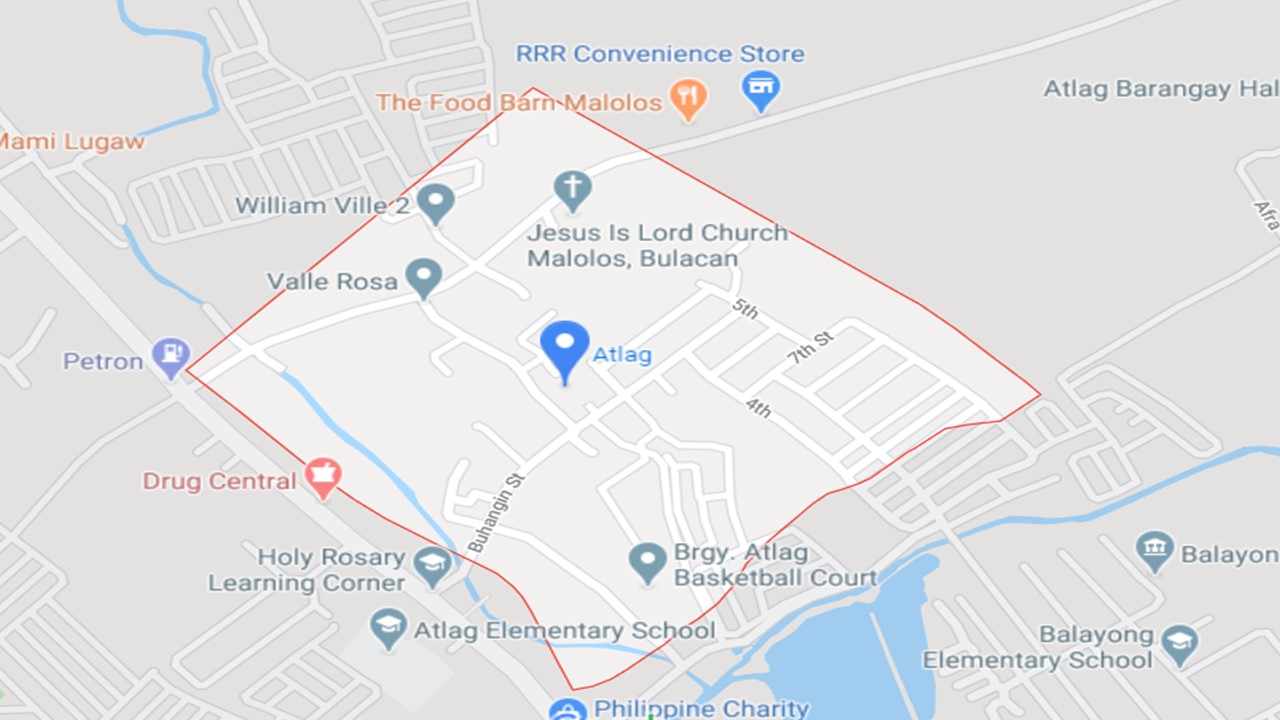 RRR Convenience Store
The Food Barn Malolos
Atlag Barangay Hal
Mami Lugaw
William Ville 2
Jesus Is Lord Church
Malolos, Bulacan
Afra
Valle Rosa
5th
7th St
Petron
Atlag
4th
Drug Central
Buhangin St
Holy Rosary
Learning Corner
Brgy. Atlag
Basketball Court
Balayon
Atlag Elementary School
Balayong
Elementary School
Philippine Charity